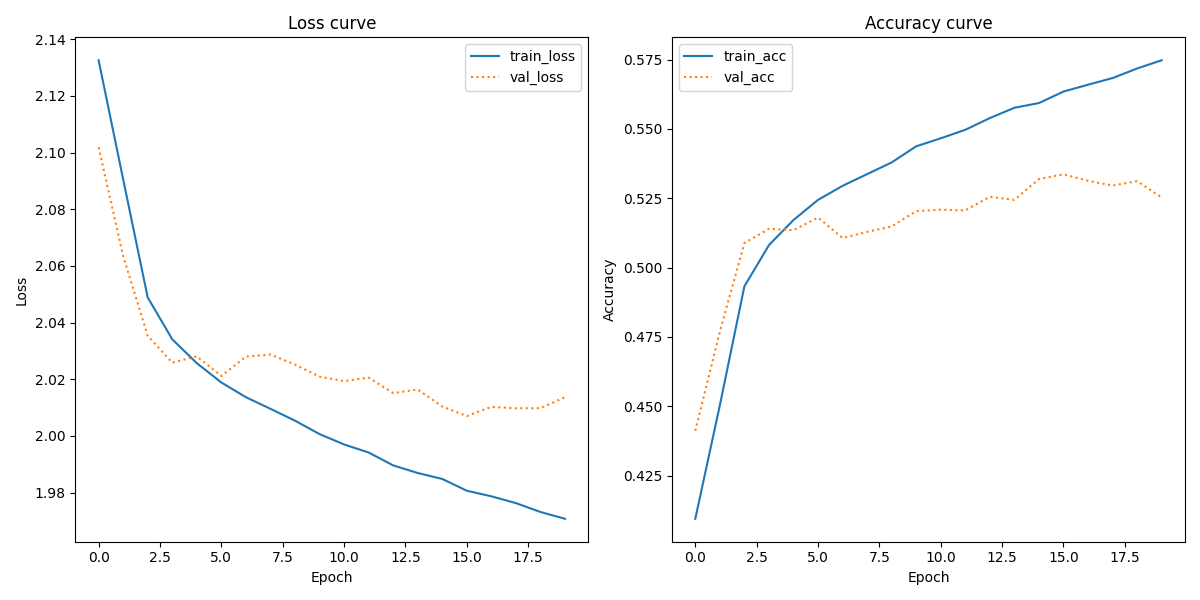 Loss curve
2.14
2.12
2.10
2.08
2.06
2.04
2.02
2.00
1.98
Loss
train_loss
val_loss
0.0 2.5 5.0 7.5 10.0 12.5 15.0 17.5
Epoch
Accuracy curve
0.575
0.550
0.525
0.500
0.475
0.450
0.425
Accuracy
train_acc
val_acc
0.0 2.5 5.0 7.5 10.0 12.5 15.0 17.5
Epoch